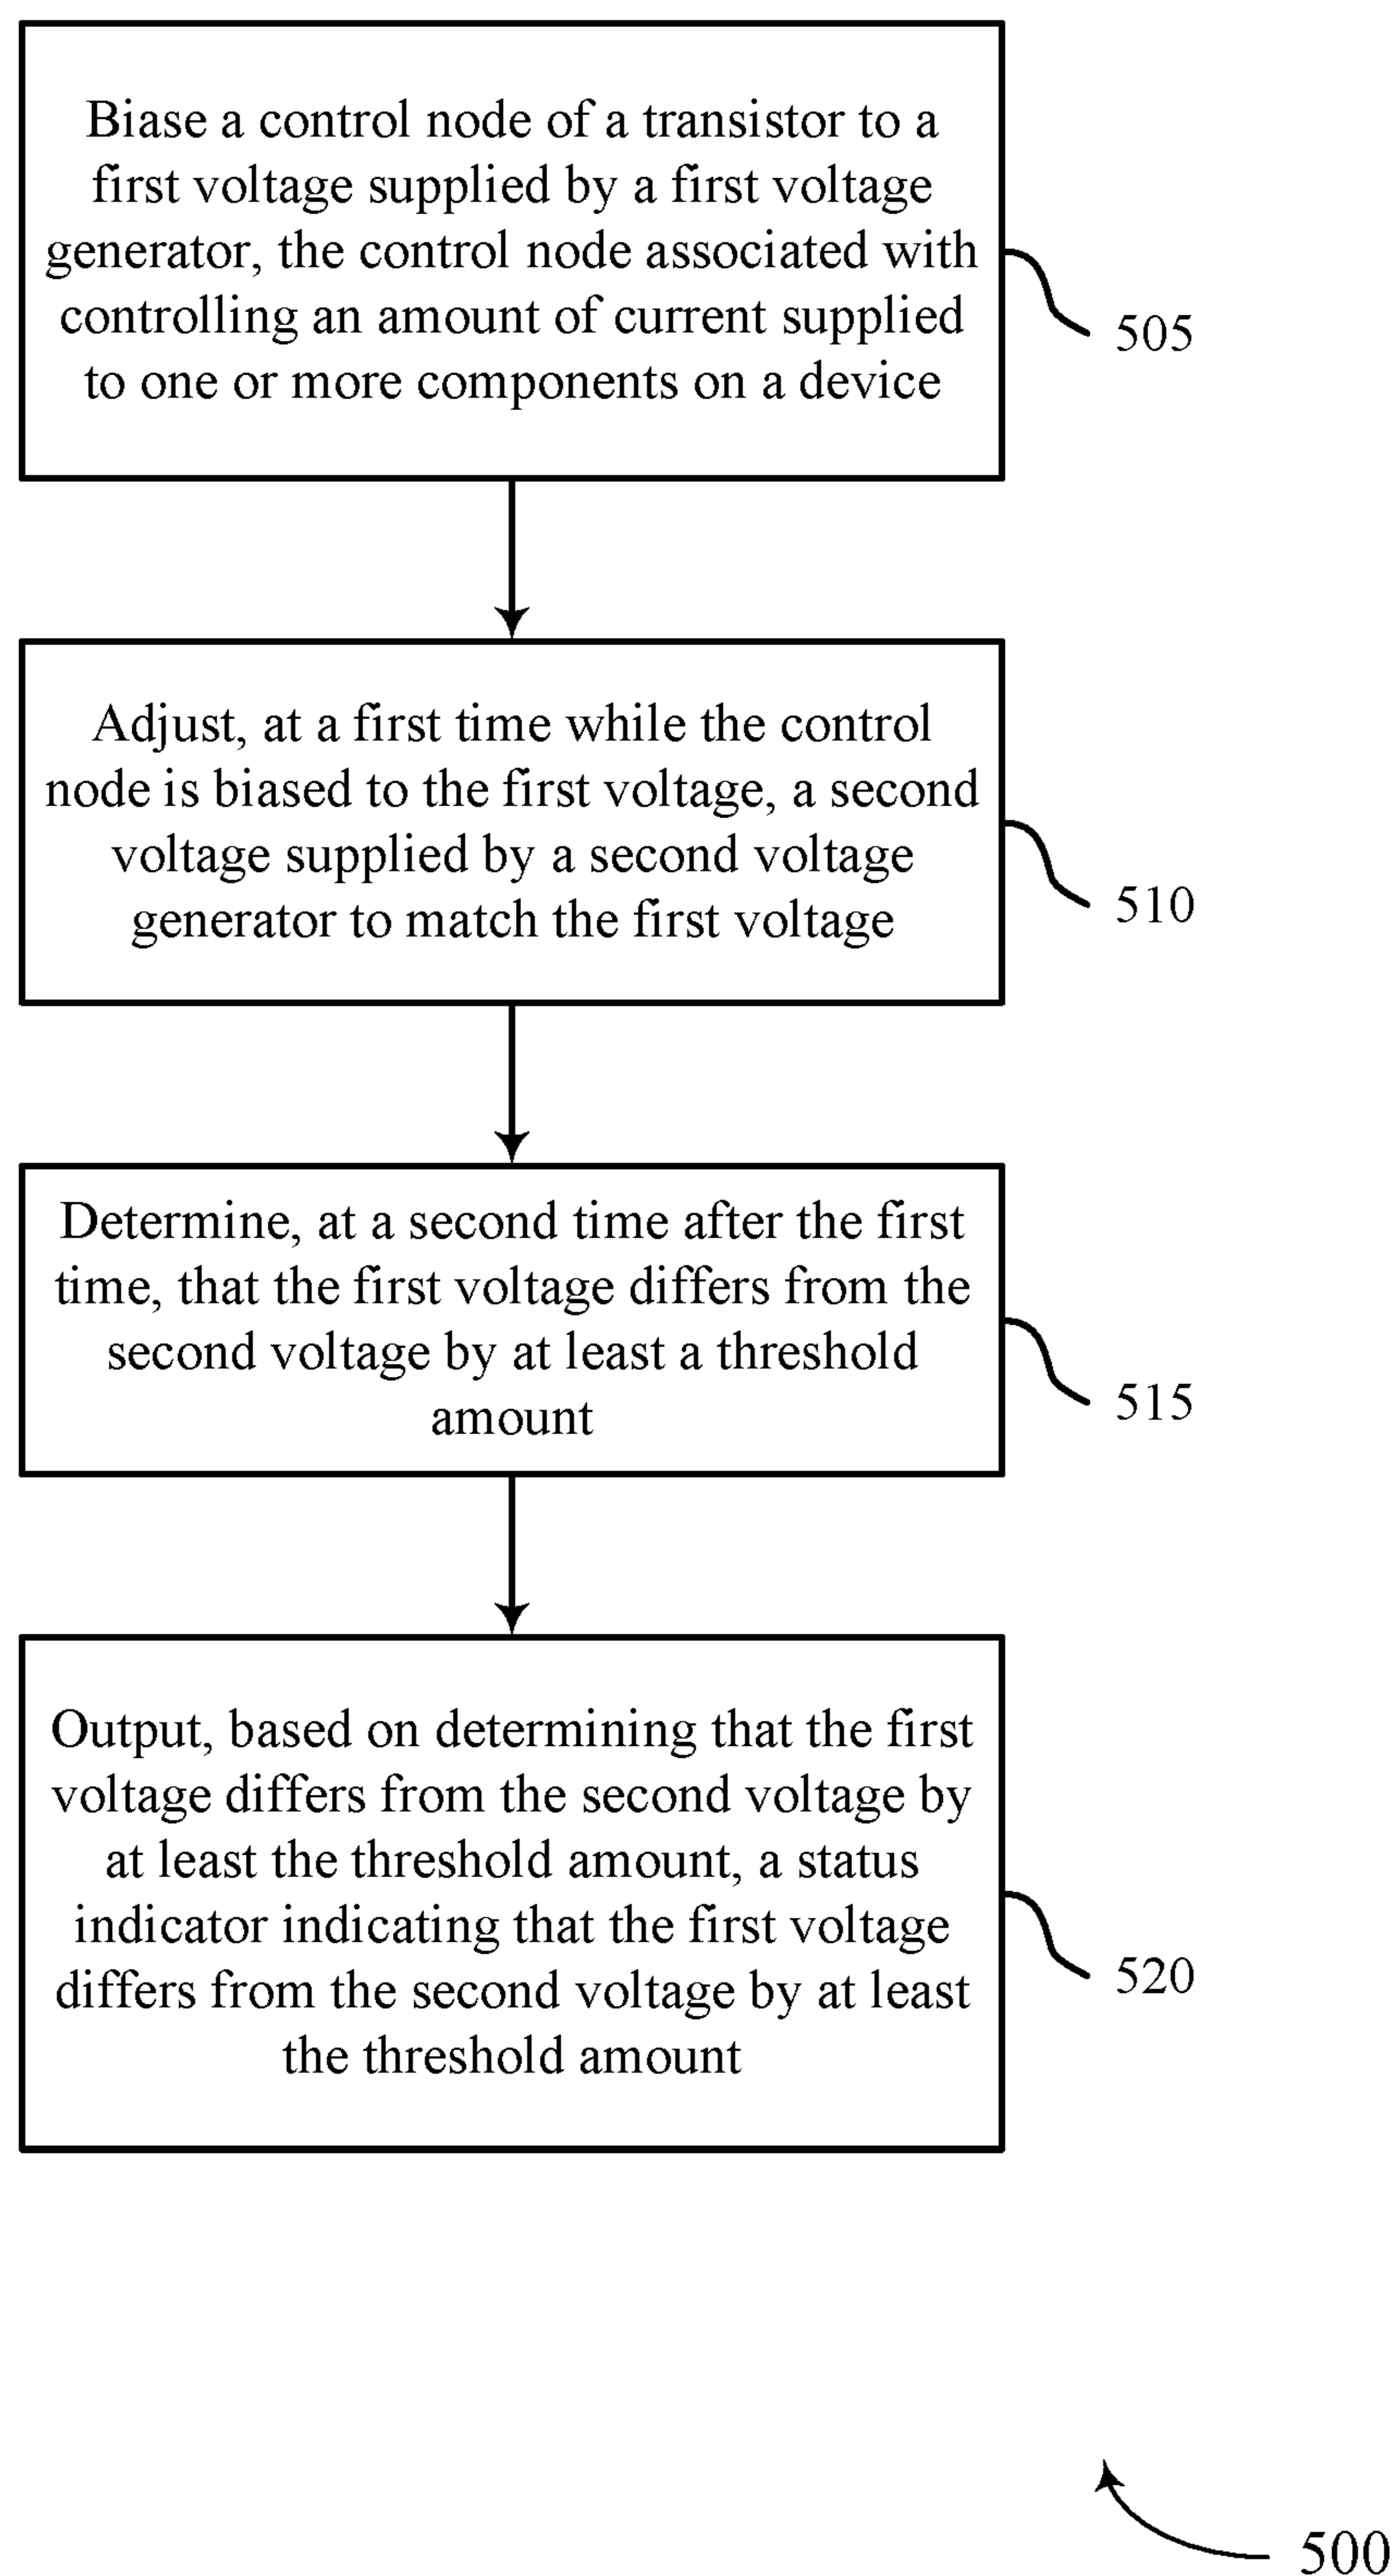 Biase a control node of a transistor to a
first voltage supplied by a first voltage
generator, the control node associated with
controlling an amount of current supplied
to one or more components on a device
505
Adjust, at a first time while the control
node is biased to the first voltage, a second
voltage supplied by a second voltage
generator to match the first voltage
510
Determine, at a second time after the first
time, that the first voltage differs from the
second voltage by at least a threshold
amount
515
Output, based on determining that the first
voltage differs from the second voltage by
at least the threshold amount, a status
indicator indicating that the first voltage
differs from the second voltage by at least
the threshold amount
520
500